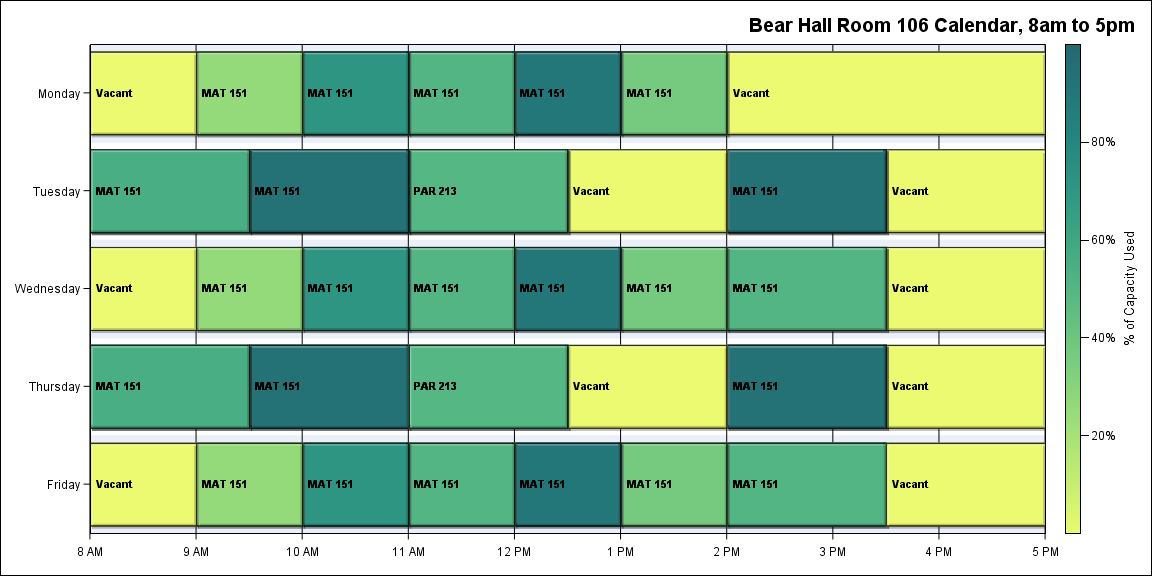 Bear Hall Room 106 Calendar, 8am to 5pm
Monday
Vacant MAT 151 MAT 151 MAT 151 MAT 151 MAT 151 Vacant
Tuesday
MAT 151 MAT 151 PAR 213 Vacant MAT 151 Vacant
Wednesday
Vacant MAT 151 MAT 151 MAT 151 MAT 151 MAT 151 MAT 151 Vacant
Thursday
MAT 151 MAT 151 PAR 213 Vacant MAT 151 Vacant
Friday
Vacant MAT 151 MAT 151 MAT 151 MAT 151 MAT 151 MAT 151 Vacant
8 AM 9 AM 10 AM 11 AM 12 PM 1 PM 2 PM 3 PM 4 PM 5 PM
80%
60%
40%
20%
% of Capacity Used